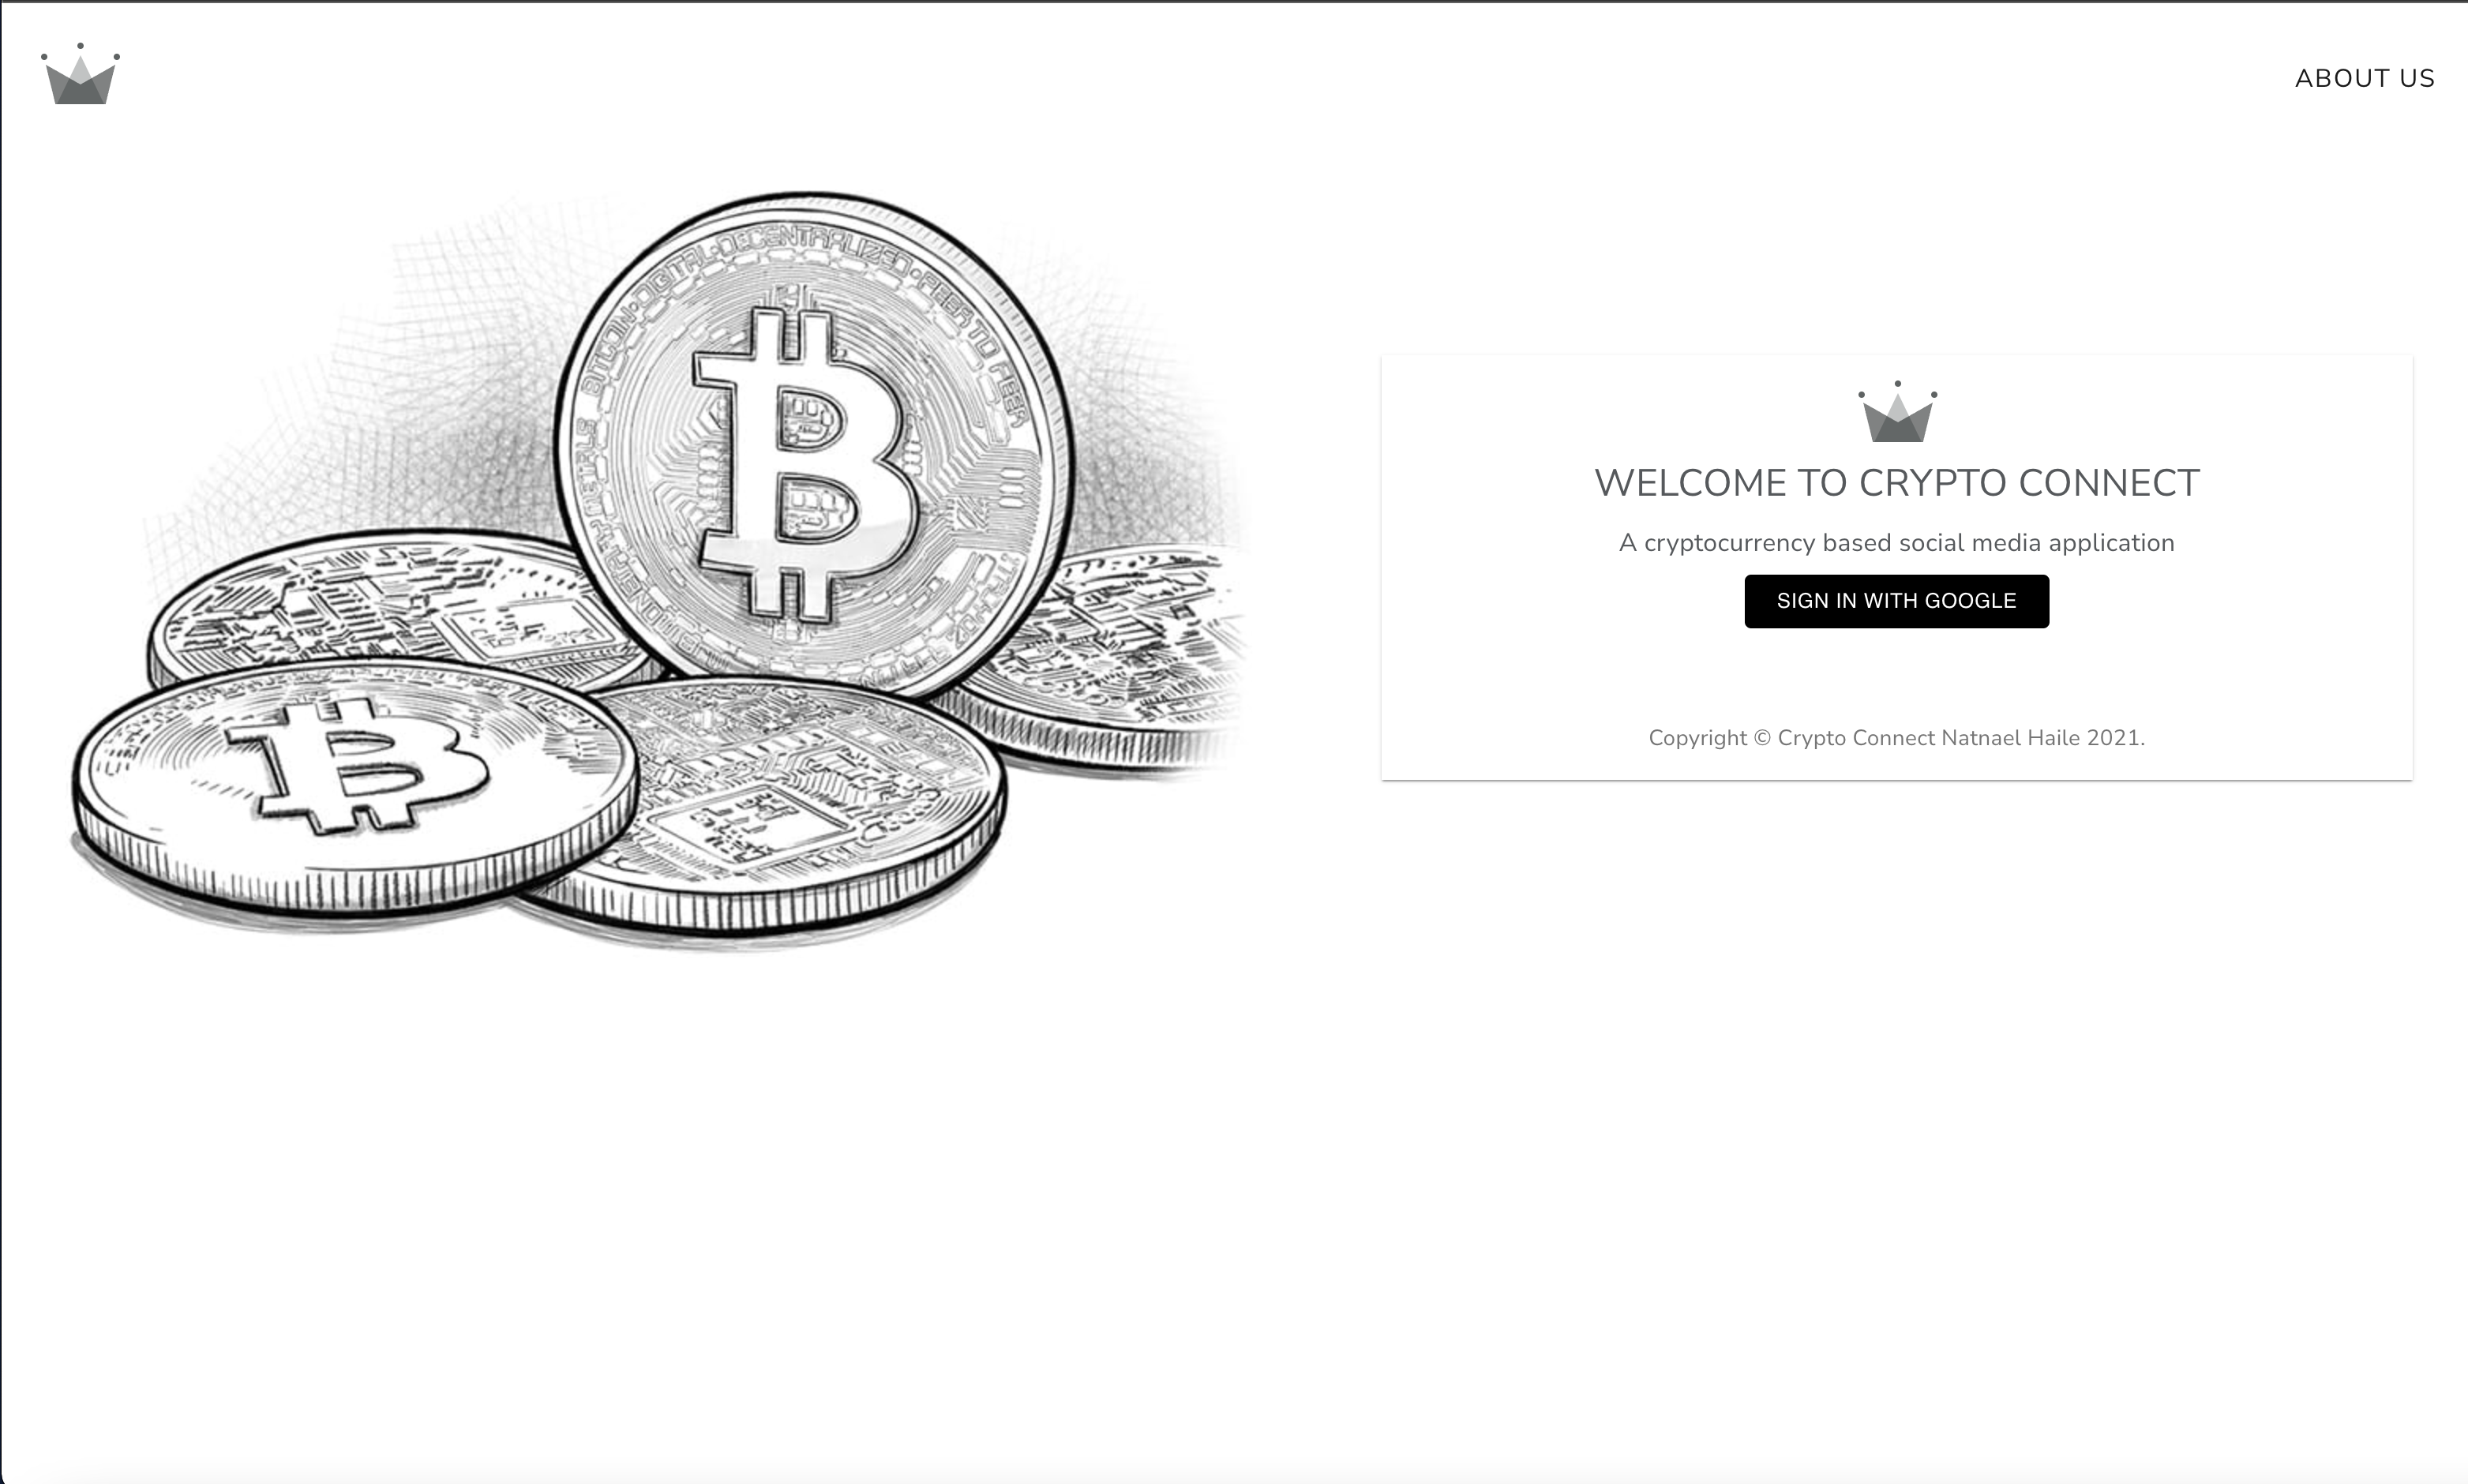 ABOUT US
BITCOIN • DIGITAL • DECENTRALIZED • PEER TO PEER
WELCOME TO CRYPTO CONNECT
A cryptocurrency based social media application
SIGN IN WITH GOOGLE
Copyright © Crypto Connect Natnael Haile 2021.